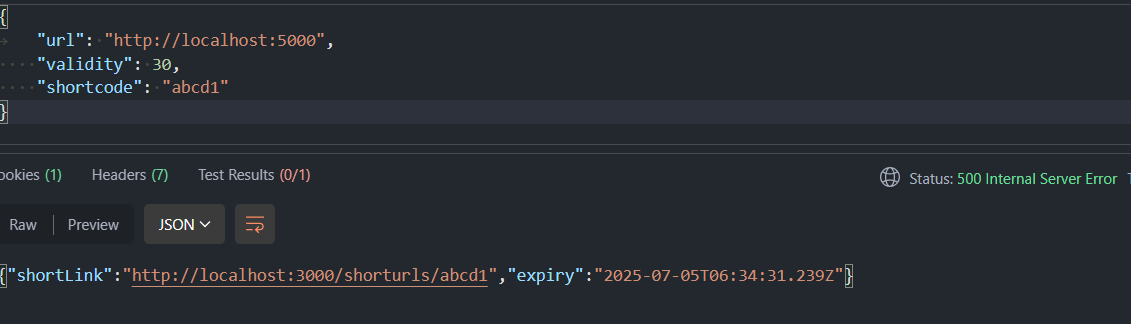 {
"url": "http://localhost:5000",
"validity": 30,
"shortcode": "abcd1"
}
ookies (1) Headers (7) Test Results (0/1) Status: 500 Internal Server Error
Raw Preview JSON
{"shortLink":"http://localhost:3000/shorturls/abcd1","expiry":"2025-07-05T06:34:31.239Z"}